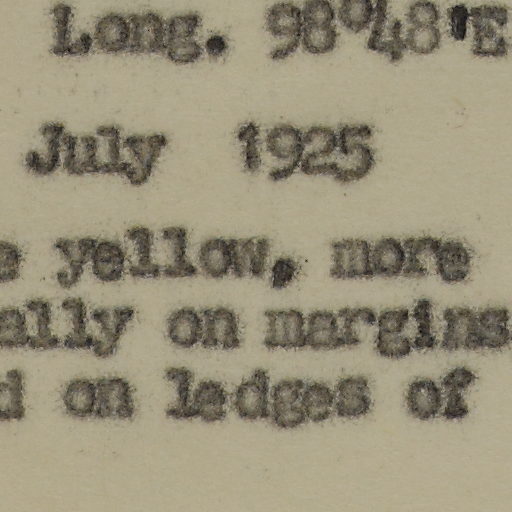 Long. 98°48'E
July 1925
e yellow, more
ally on margins
d on ledges of